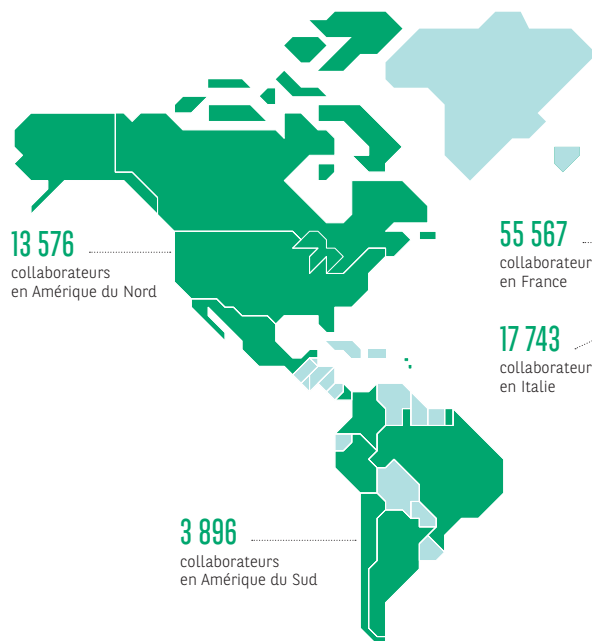 13 576
collaborateurs
en Amérique du Nord
55 567
collaborateur
en France
17 743
collaborateur
en Italie
3 896
collaborateurs
en Amérique du Sud